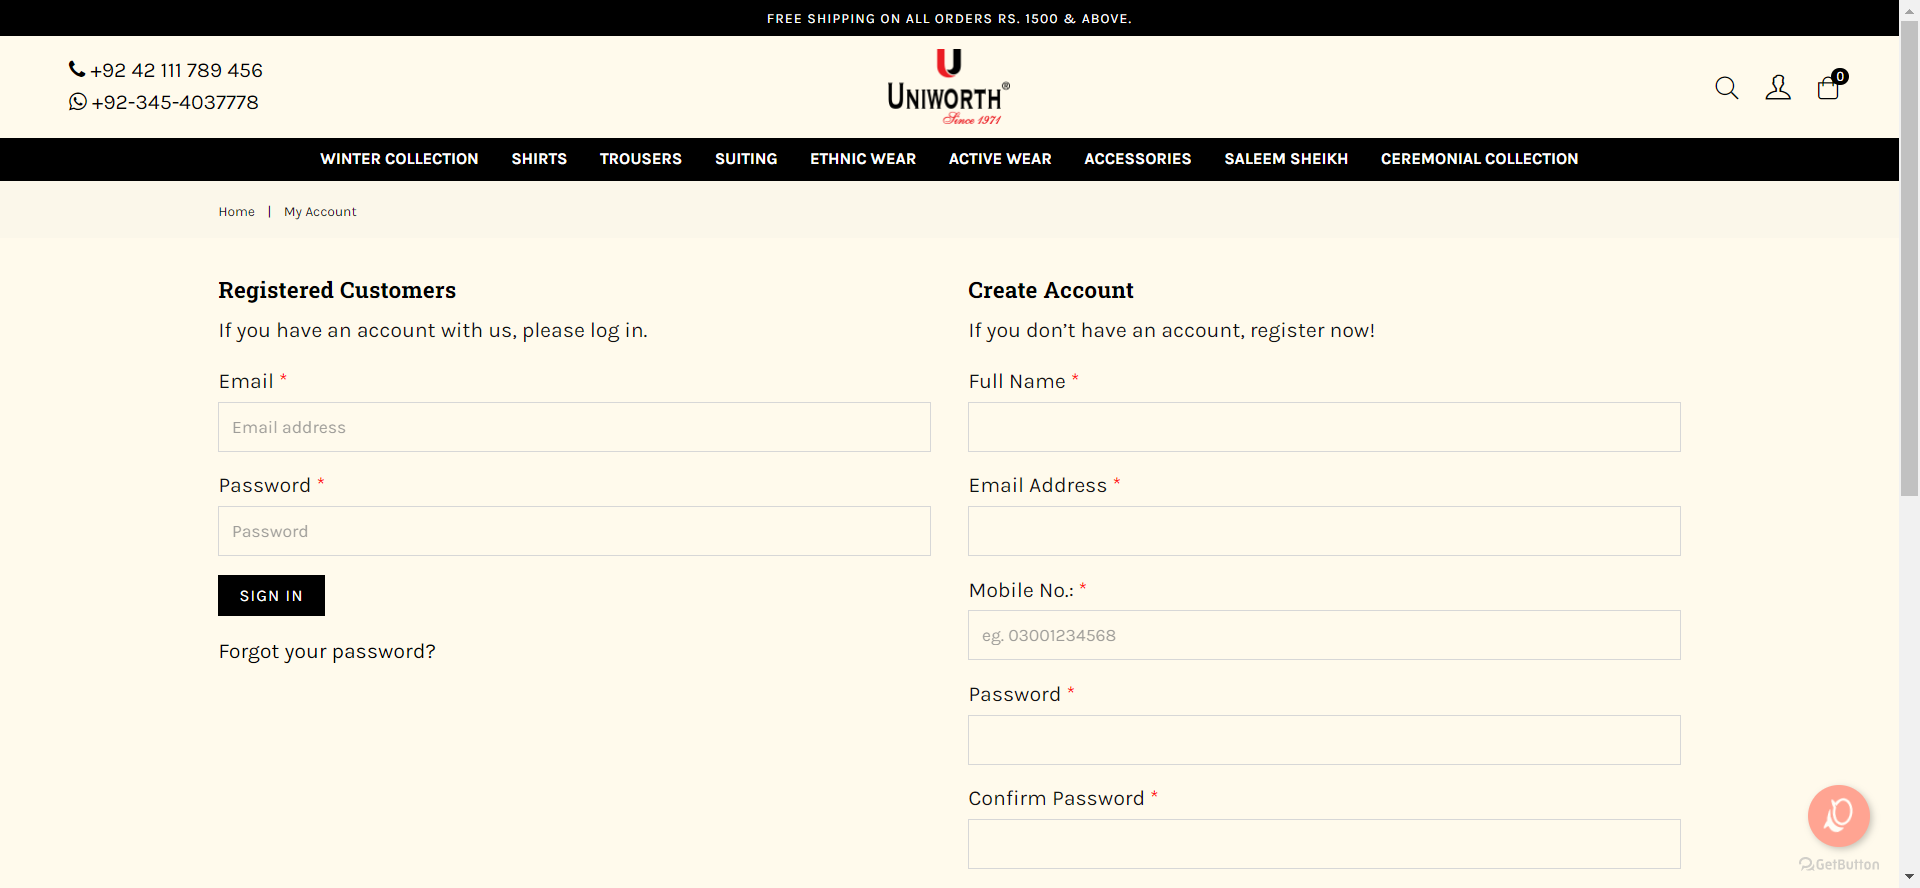 FREE SHIPPING ON ALL ORDERS RS. 1500 & ABOVE.
+92 42 111 789 456
+92-345-4037778
UNIWORTH®
Since 1971
0
WINTER COLLECTION SHIRTS TROUSERS SUITING ETHNIC WEAR ACTIVE WEAR ACCESSORIES SALEEM SHEIKH CEREMONIAL COLLECTION
Home | My Account
Registered Customers
If you have an account with us, please log in.
Email *
Email address
Password *
Password
SIGN IN
Forgot your password?
Create Account
If you don’t have an account, register now!
Full Name *
Email Address *
Mobile No.: *
eg. 03001234568
Password *
Confirm Password *
GetButton